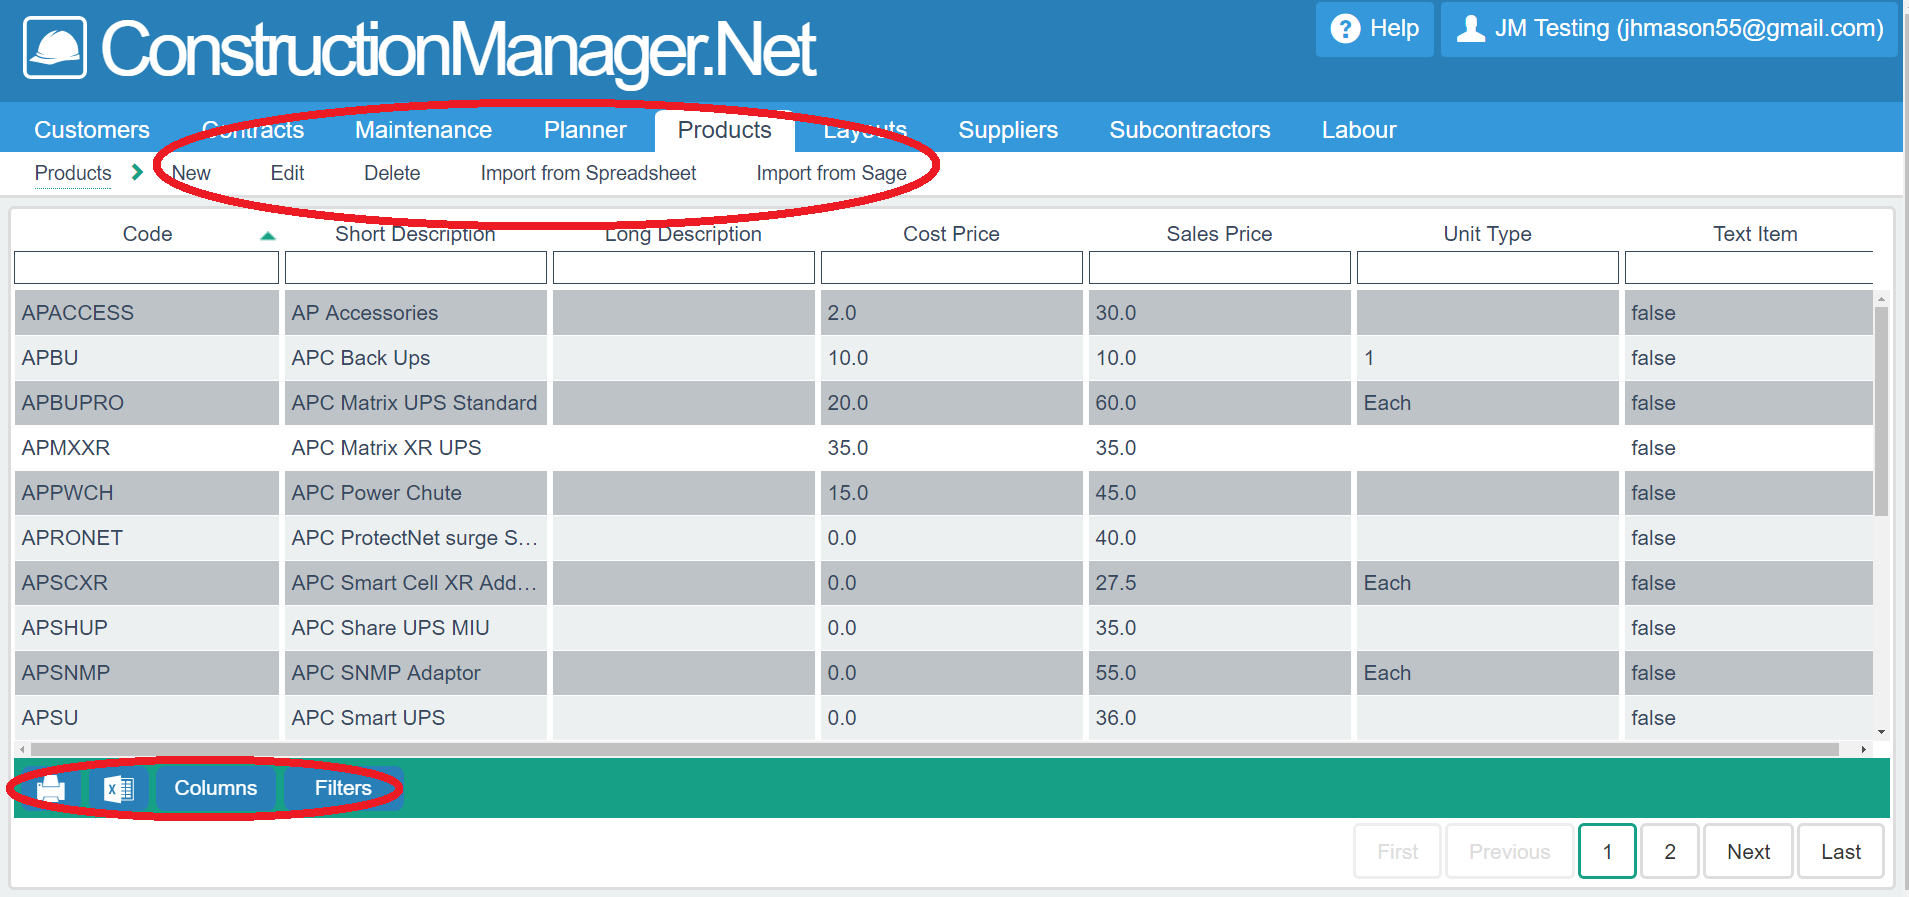 ConstructionManager.Net
? Help JM Testing (jhmason55@gmail.com)
Customers Contracts Maintenance Planner Products Layouts Suppliers Subcontractors Labour
Products New Edit Delete Import from Spreadsheet Import from Sage
Code Short Description Long Description Cost Price Sales Price Unit Type Text Item
APACCESS AP Accessories 2.0 30.0 false
APBU APC Back Ups 10.0 10.0 1 false
APBUPRO APC Matrix UPS Standard 20.0 60.0 Each false
APMXXR APC Matrix XR UPS 35.0 35.0 false
APPWCH APC Power Chute 15.0 45.0 false
APRONET APC ProtectNet surge S... 0.0 40.0 false
APSCXR APC Smart Cell XR Add... 0.0 27.5 Each false
APSHUP APC Share UPS MIU 0.0 35.0 false
APSNMP APC SNMP Adaptor 0.0 55.0 Each false
APSU APC Smart UPS 0.0 36.0 false
X Columns Filters
First Previous 1 2 Next Last